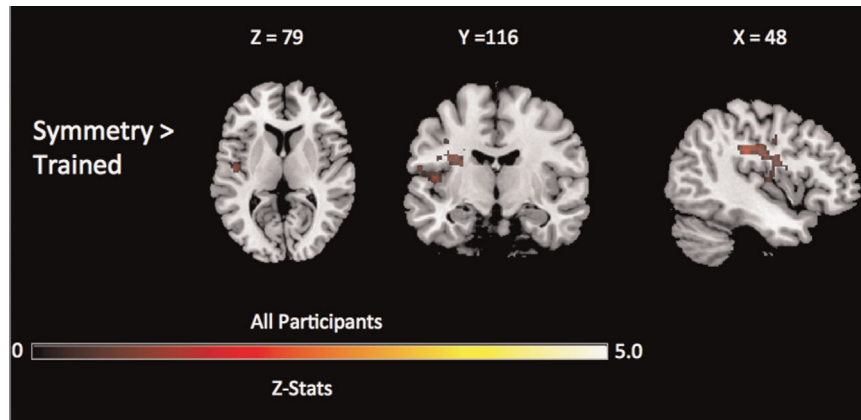 Z = 79
Y =116
X = 48
Symmetry >
Trained
All Participants
0
5.0
Z-Stats